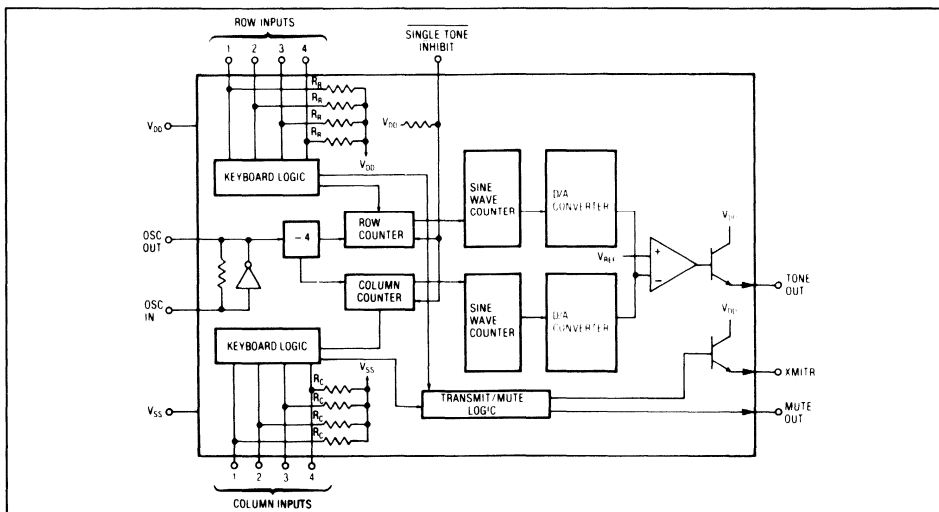 ROW INPUTS
1 2 3 4
SINGLE TONE
INHIBIT
R_R
R_R
R_R
R_R
V_DD
V_DD
V_DD
KEYBOARD LOGIC
SINE
WAVE
COUNTER
D/A
CONVERTER
ROW
COUNTER
OSC
OUT
- 4
V_DD
V_REF
+
-
TONE
OUT
COLUMN
COUNTER
OSC
IN
SINE
WAVE
COUNTER
D/A
CONVERTER
V_DD
KEYBOARD LOGIC
V_SS
XMITR
R_C
R_C
R_C
R_C
TRANSMIT/MUTE
LOGIC
MUTE
OUT
V_SS
1 2 3 4
COLUMN INPUTS